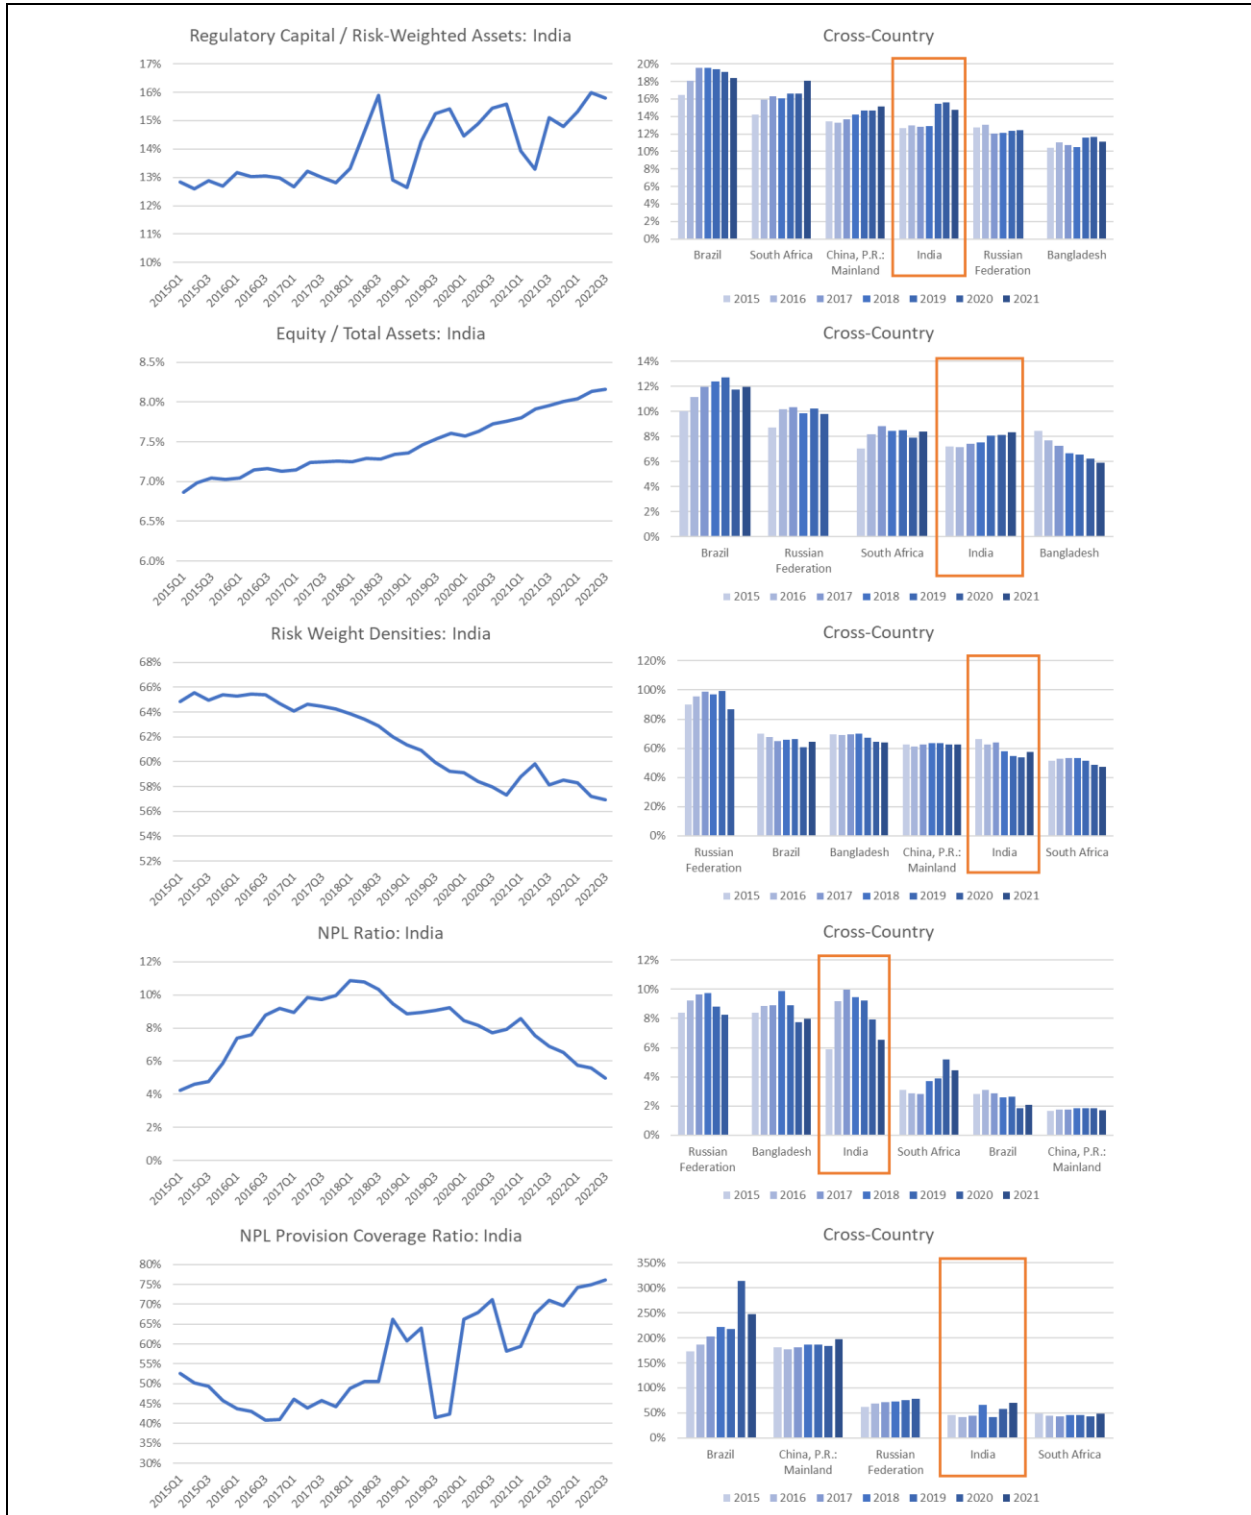 Regulatory Capital / Risk-Weighted Assets: India
17%
16%
15%
14%
13%
12%
11%
10%
2015Q1 2015Q3 2016Q1 2016Q3 2017Q1 2017Q3 2018Q1 2018Q3 2019Q1 2019Q3 2020Q1 2020Q3 2021Q1 2021Q3 2022Q1 2022Q3
Cross-Country
20%
18%
16%
14%
12%
10%
8%
6%
4%
2%
0%
Brazil South Africa China, P.R.: India Russian Bangladesh
Mainland Federation
2015 2016 2017 2018 2019 2020 2021
Equity / Total Assets: India
8.5%
8.0%
7.5%
7.0%
6.5%
6.0%
2015Q1 2015Q3 2016Q1 2016Q3 2017Q1 2017Q3 2018Q1 2018Q3 2019Q1 2019Q3 2020Q1 2020Q3 2021Q1 2021Q3 2022Q1 2022Q3
Cross-Country
14%
12%
10%
8%
6%
4%
2%
0%
Brazil Russian South Africa India Bangladesh
Federation
2015 2016 2017 2018 2019 2020 2021
Risk Weight Densities: India
68%
66%
64%
62%
60%
58%
56%
54%
52%
2015Q1 2015Q3 2016Q1 2016Q3 2017Q1 2017Q3 2018Q1 2018Q3 2019Q1 2019Q3 2020Q1 2020Q3 2021Q1 2021Q3 2022Q1 2022Q3
Cross-Country
120%
100%
80%
60%
40%
20%
0%
Russian Brazil Bangladesh China, P.R.: India South Africa
Federation Mainland
2015 2016 2017 2018 2019 2020 2021
NPL Ratio: India
12%
10%
8%
6%
4%
2%
0%
2015Q1 2015Q3 2016Q1 2016Q3 2017Q1 2017Q3 2018Q1 2018Q3 2019Q1 2019Q3 2020Q1 2020Q3 2021Q1 2021Q3 2022Q1 2022Q3
Cross-Country
12%
10%
8%
6%
4%
2%
0%
Russian Bangladesh India South Africa Brazil China, P.R.:
Federation Mainland
2015 2016 2017 2018 2019 2020 2021
NPL Provision Coverage Ratio: India
80%
75%
70%
65%
60%
55%
50%
45%
40%
35%
30%
2015Q1 2015Q3 2016Q1 2016Q3 2017Q1 2017Q3 2018Q1 2018Q3 2019Q1 2019Q3 2020Q1 2020Q3 2021Q1 2021Q3 2022Q1 2022Q3
Cross-Country
350%
300%
250%
200%
150%
100%
50%
0%
Brazil China, P.R.: Russian India South Africa
Mainland Federation
2015 2016 2017 2018 2019 2020 2021